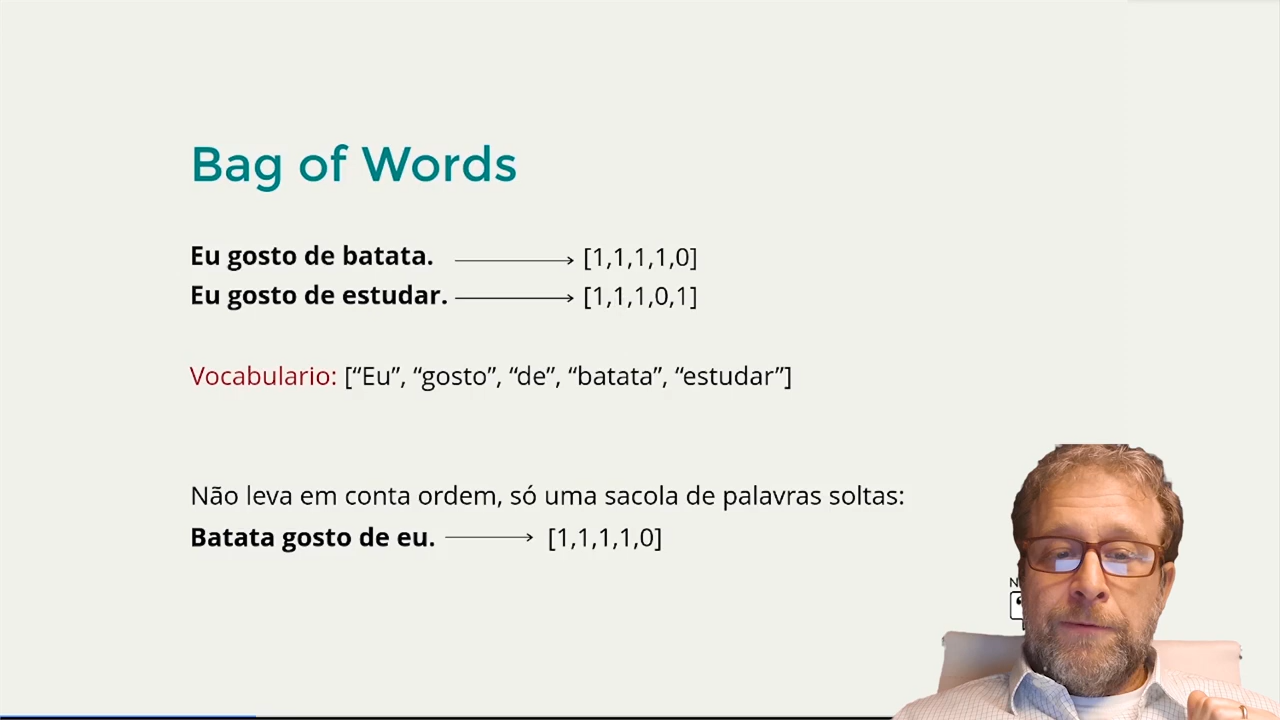 Bag of Words
Eu gosto de batata. [1,1,1,1,0]
Eu gosto de estudar. [1,1,1,0,1]
Vocabulario: [“Eu”, “gosto”, “de“, “batata”, “estudar”]
Não leva em conta ordem, só uma sacola de palavras soltas:
Batata gosto de eu. [1,1,1,1,0]